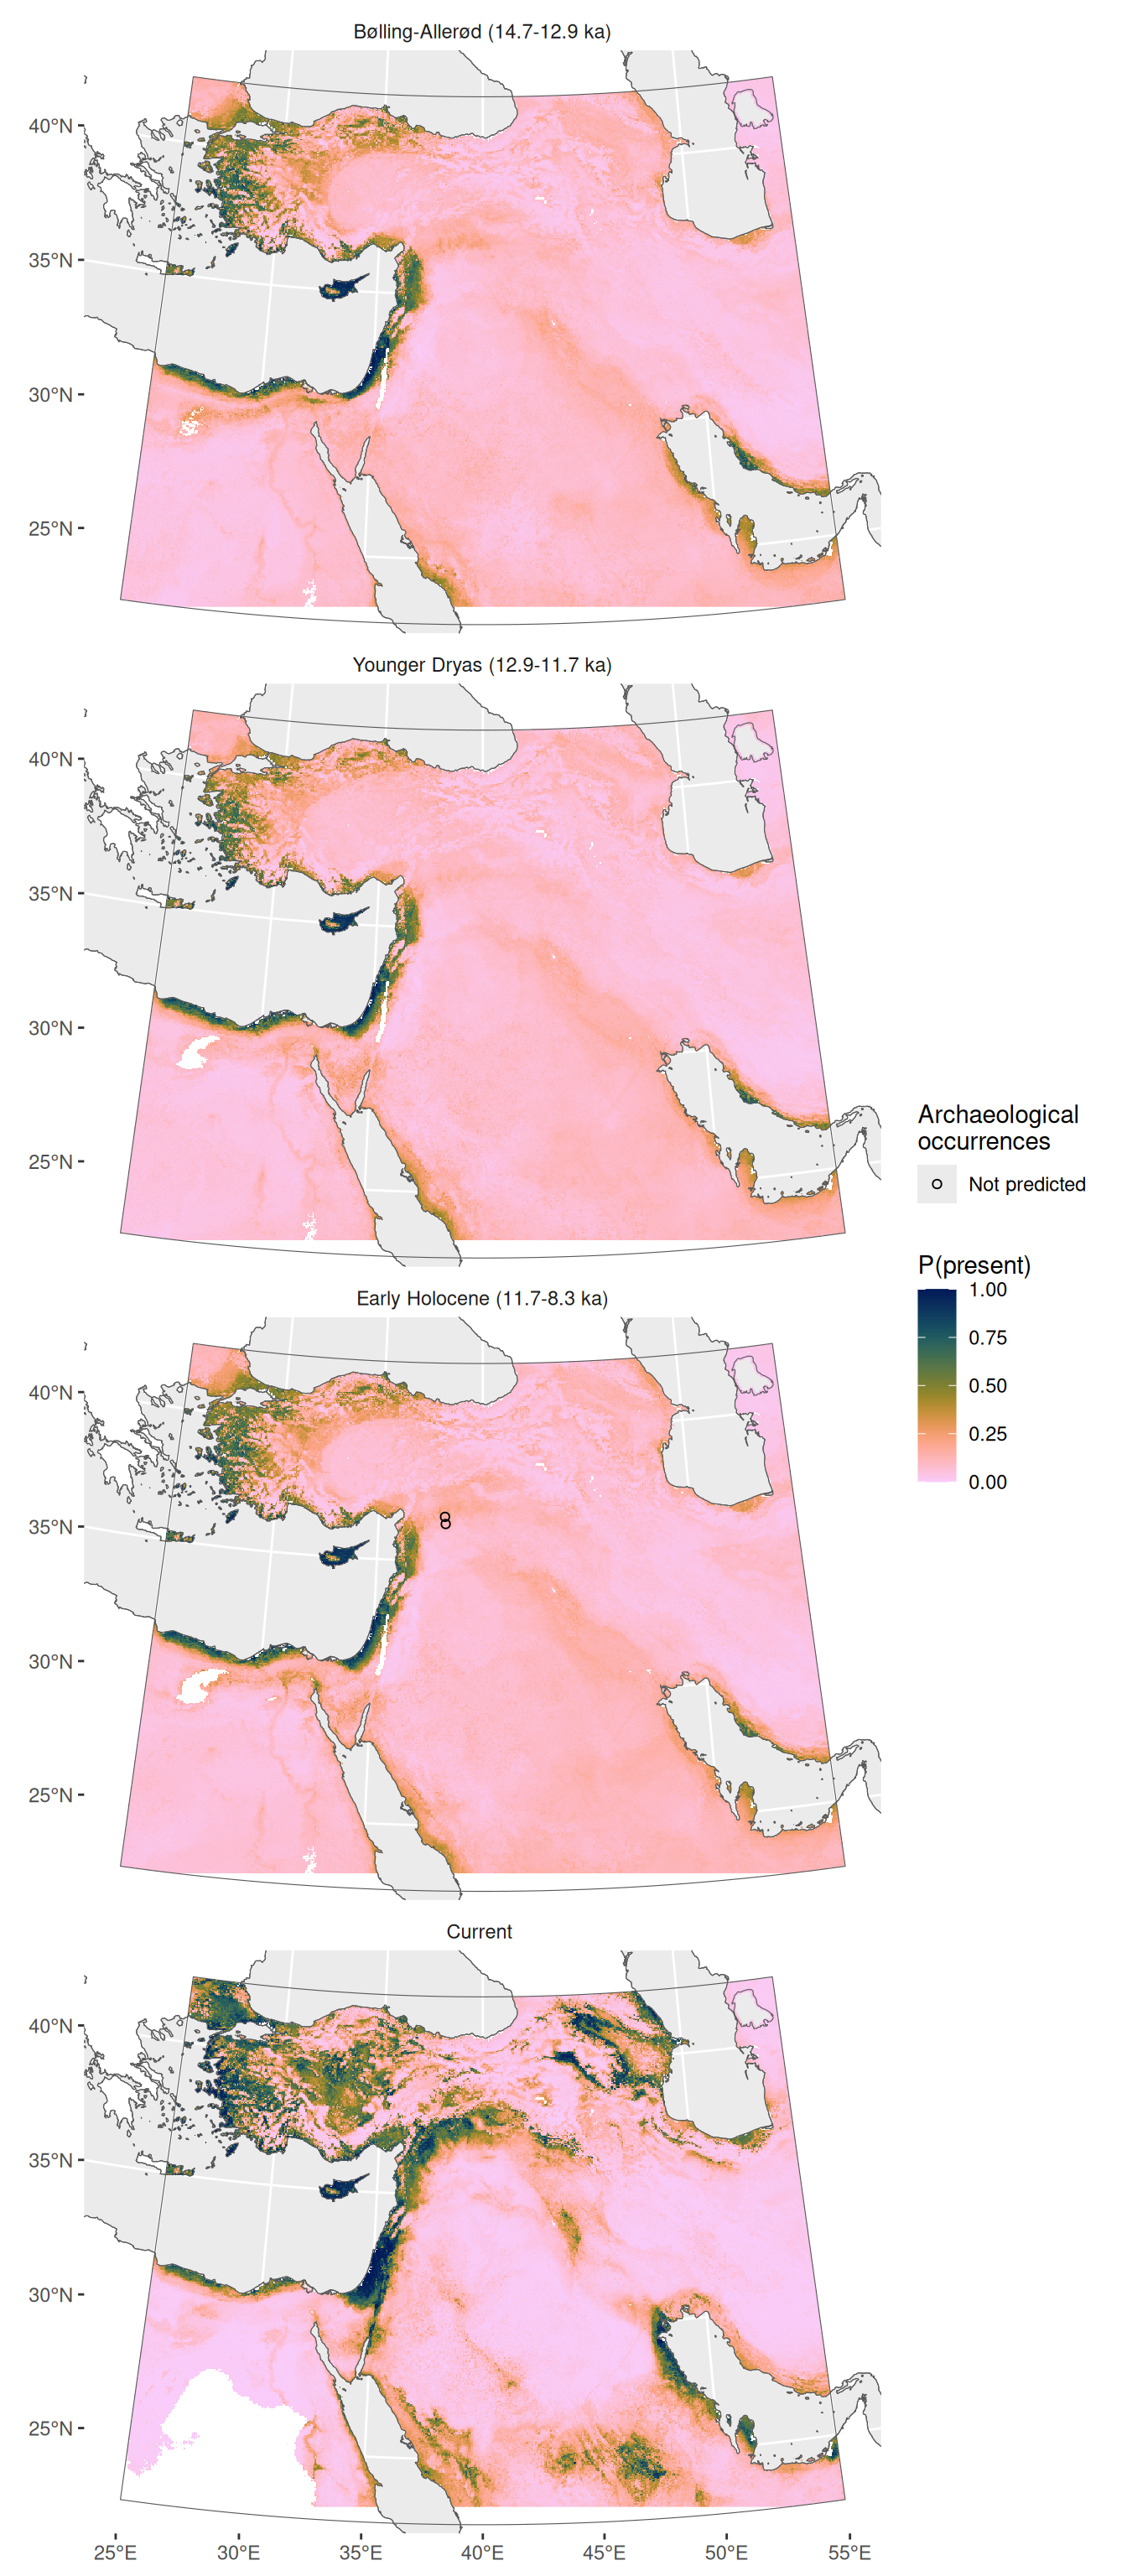 Bølling-Allerød (14.7-12.9 ka)
40°N
35°N
30°N
25°N
Younger Dryas (12.9-11.7 ka)
40°N
35°N
30°N
25°N
Archaeological
occurrences
Not predicted
P(present)
1.00
0.75
0.50
0.25
0.00
Early Holocene (11.7-8.3 ka)
40°N
35°N
30°N
25°N
Current
40°N
35°N
30°N
25°N
25°E 30°E 35°E 40°E 45°E 50°E 55°E